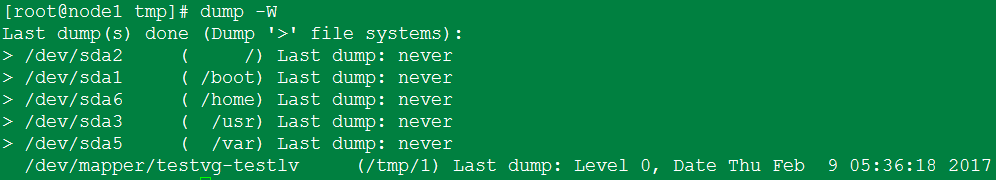 [root@node1 tmp]# dump -W
Last dump(s) done (Dump '>' file systems):
> /dev/sda2     (     /) Last dump: never
> /dev/sda1     ( /boot) Last dump: never
> /dev/sda6     ( /home) Last dump: never
> /dev/sda3     (  /usr) Last dump: never
> /dev/sda5     (  /var) Last dump: never
  /dev/mapper/testvg-testlv     (/tmp/1) Last dump: Level 0, Date Thu Feb  9 05:36:18 2017